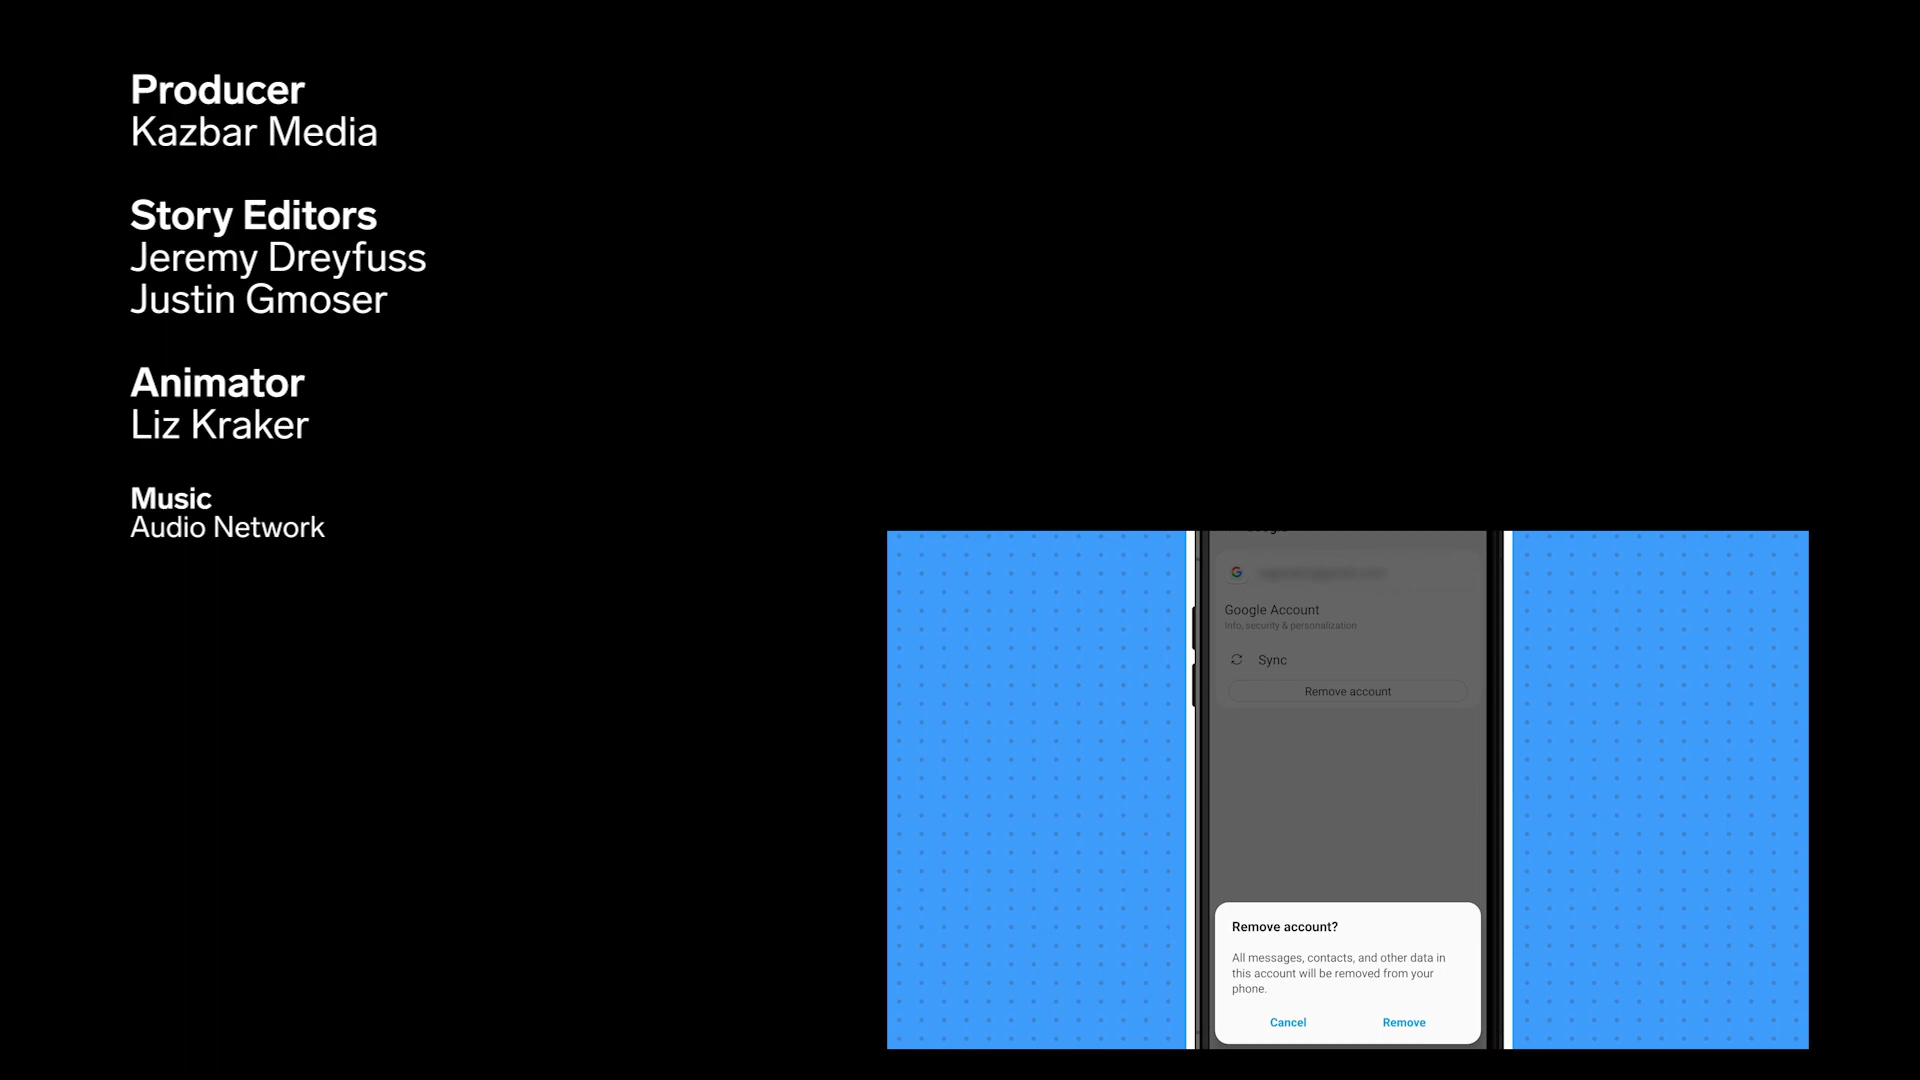 Producer
Kazbar Media
Story Editors
Jeremy Dreyfuss
Justin Gmoser
Animator
Liz Kraker
Music
Audio Network
Google Account
Info, security & personalization
Sync
Remove account
Remove account?
All messages, contacts, and other data in
this account will be removed from your
phone.
Cancel
Remove